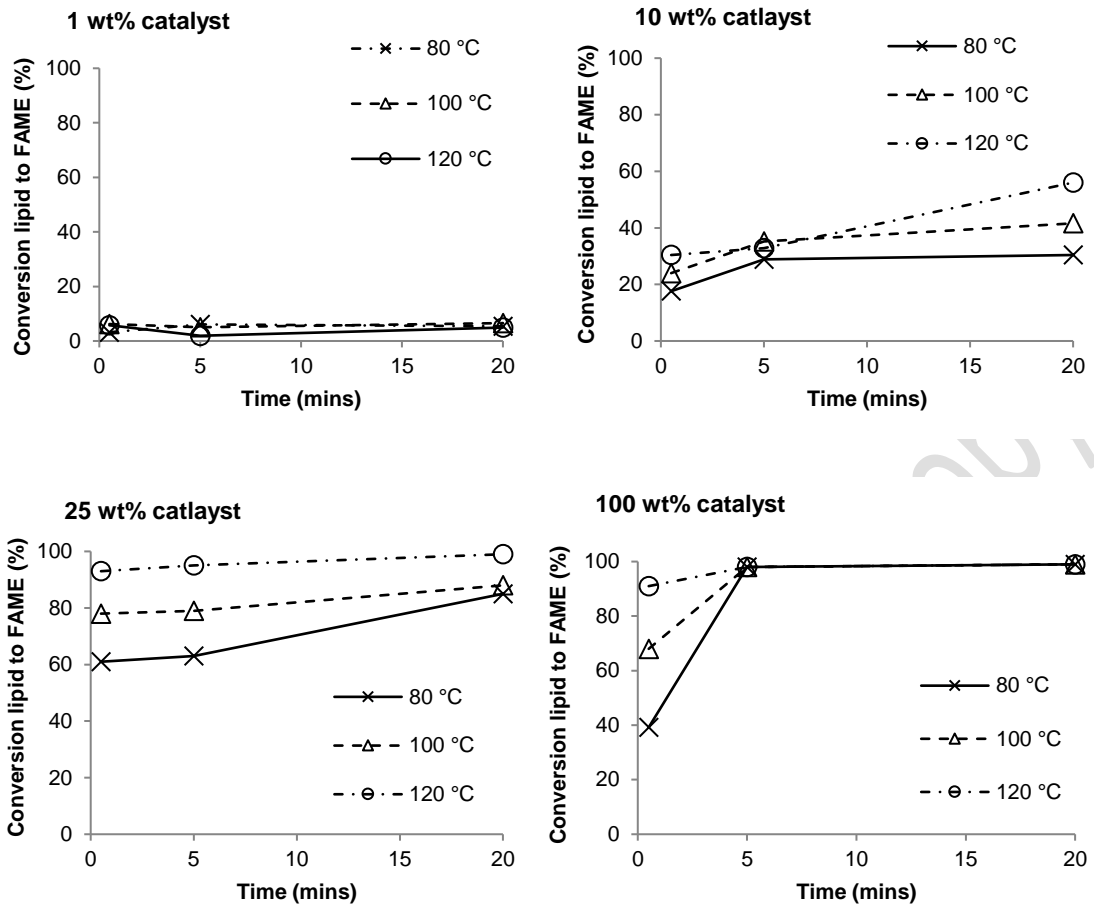 1 wt% catalyst
80 °C
100 °C
120 °C
Conversion lipid to FAME (%)
100
80
60
40
20
0
0 5 10 15 20
Time (mins)
10 wt% catlayst
80 °C
100 °C
120 °C
Conversion lipid to FAME (%)
100
80
60
40
20
0
0 5 10 15 20
Time (mins)
25 wt% catlayst
Conversion lipid to FAME (%)
100
80
60
40
20
0
80 °C
100 °C
120 °C
0 5 10 15 20
Time (mins)
100 wt% catlayst
Conversion lipid to FAME (%)
100
80
60
40
20
0
80 °C
100 °C
120 °C
0 5 10 15 20
Time (mins)